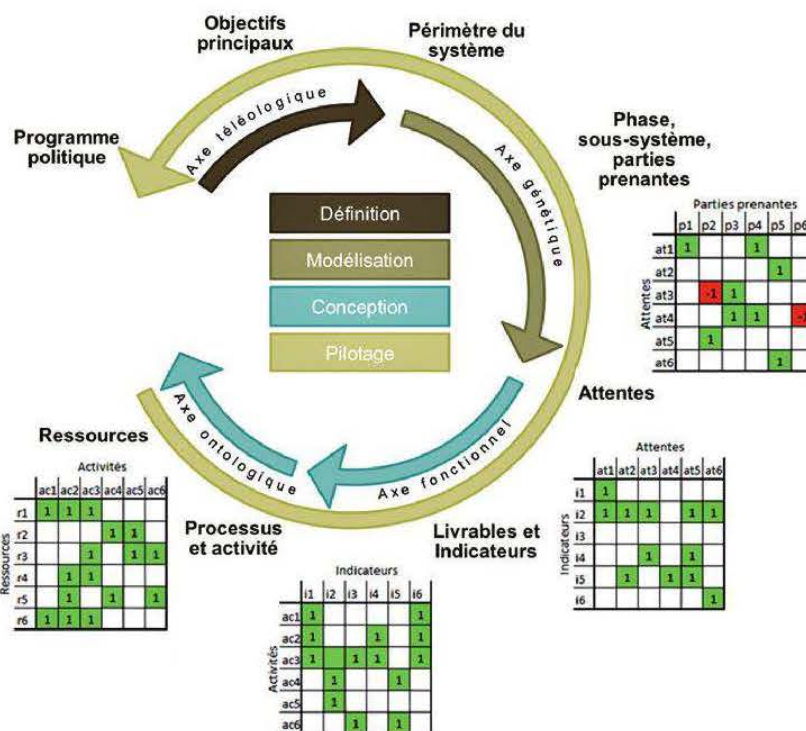 Objectifs
principaux
Périmètre du
système
Programme
politique
Axe téléologique
Axe génétique
Phase,
sous-système,
parties
prenantes
Définition
Modélisation
Conception
Pilotage
Parties prenantes
p1 p2 p3 p4 p5 p6
Attentes
at1 1 1
at2 1
at3 -1 1
at4 1 1 -1
at5 1
at6 1
Attentes
Ressources
Axe ontologique
Axe fonctionnel
Processus
et activité
Livrables et
Indicateurs
Activités
ac1 ac2 ac3 ac4 ac5 ac6
Ressources
r1 1 1 1
r2 1 1
r3 1 1 1
r4 1 1
r5 1 1 1
r6 1 1 1
Attentes
at1 at2 at3 at4 at5 at6
Indicateurs
i1 1
i2 1 1 1 1 1
i3
i4 1 1
i5 1 1 1
i6 1
Indicateurs
i1 i2 i3 i4 i5 i6
Activités
ac1 1 1
ac2 1 1 1
ac3 1 1 1 1
ac4 1 1
ac5 1
ac6 1 1